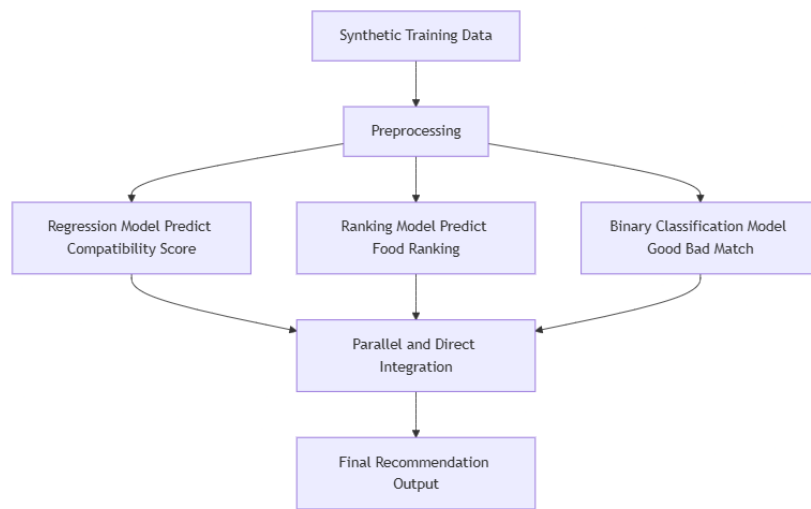 Synthetic Training Data
Preprocessing
Regression Model Predict
Compatibility Score
Ranking Model Predict
Food Ranking
Binary Classification Model
Good Bad Match
Parallel and Direct
Integration
Final Recommendation
Output